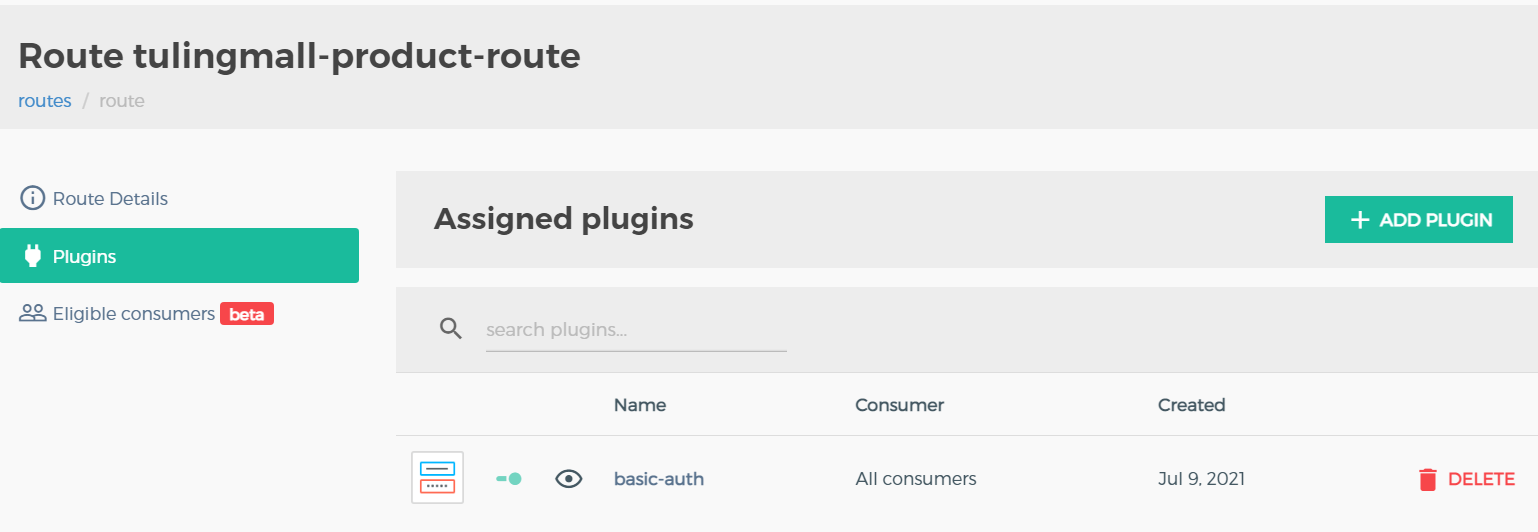 Route tulingmall-product-route
routes / route
Route Details
Plugins
Eligible consumers beta
Assigned plugins
ADD PLUGIN
search plugins...
Name Consumer Created
basic-auth All consumers Jul 9, 2021 DELETE